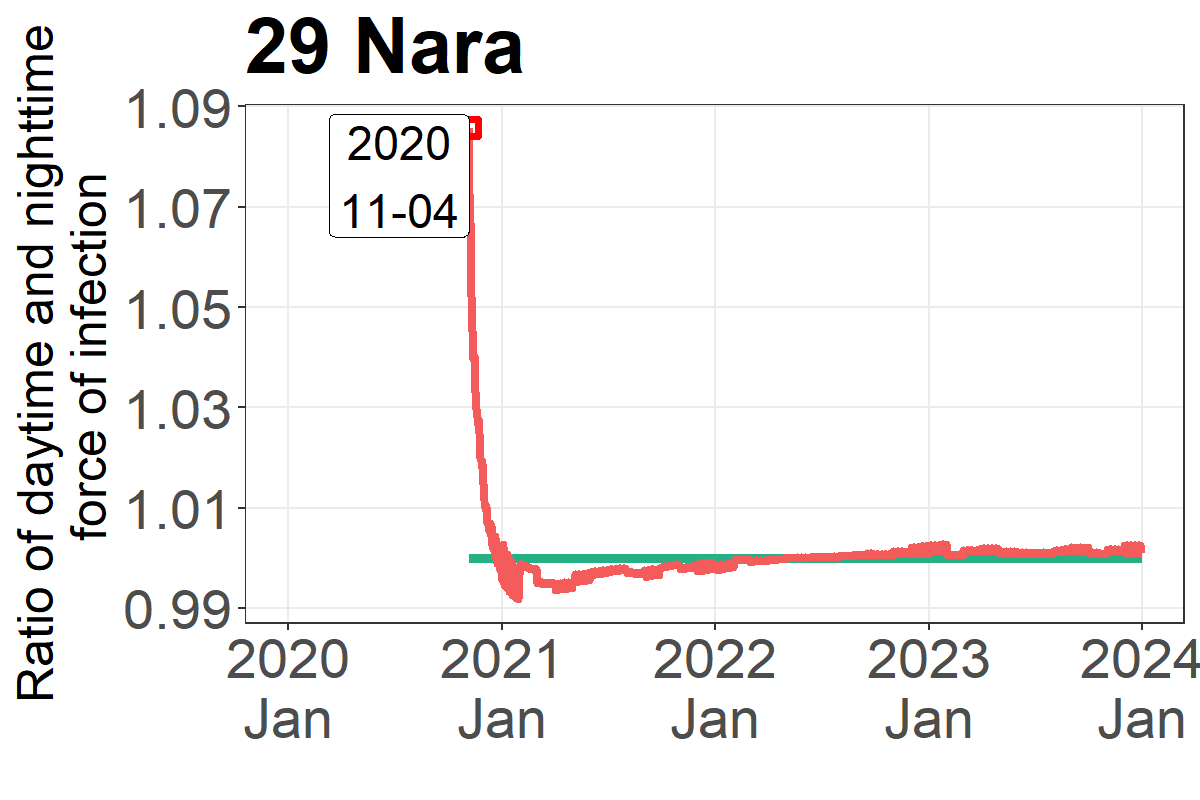 29 Nara
Ratio of daytime and nighttime
force of infection
1.09
1.07
1.05
1.03
1.01
0.99
2020
11-04
2020 2021 2022 2023 2024
Jan Jan Jan Jan Jan